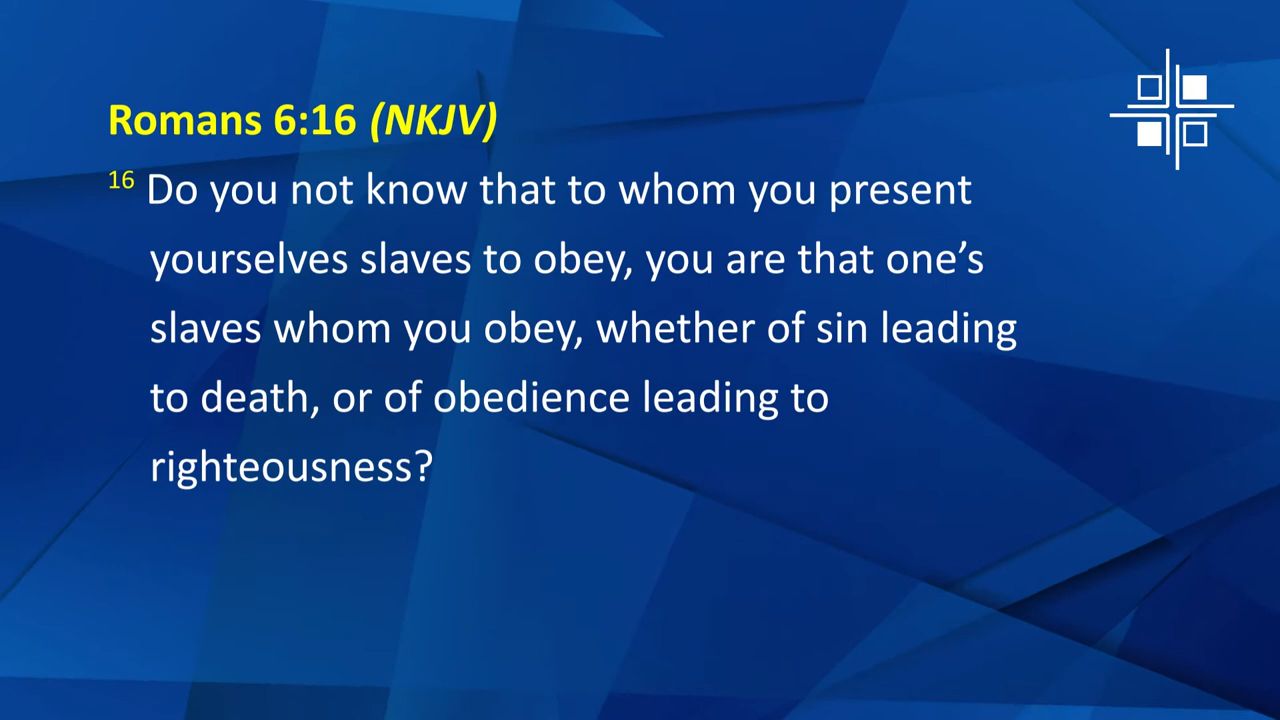 Romans 6:16 (NKJV)
16 Do you not know that to whom you present
yourselves slaves to obey, you are that one’s
slaves whom you obey, whether of sin leading
to death, or of obedience leading to
righteousness?